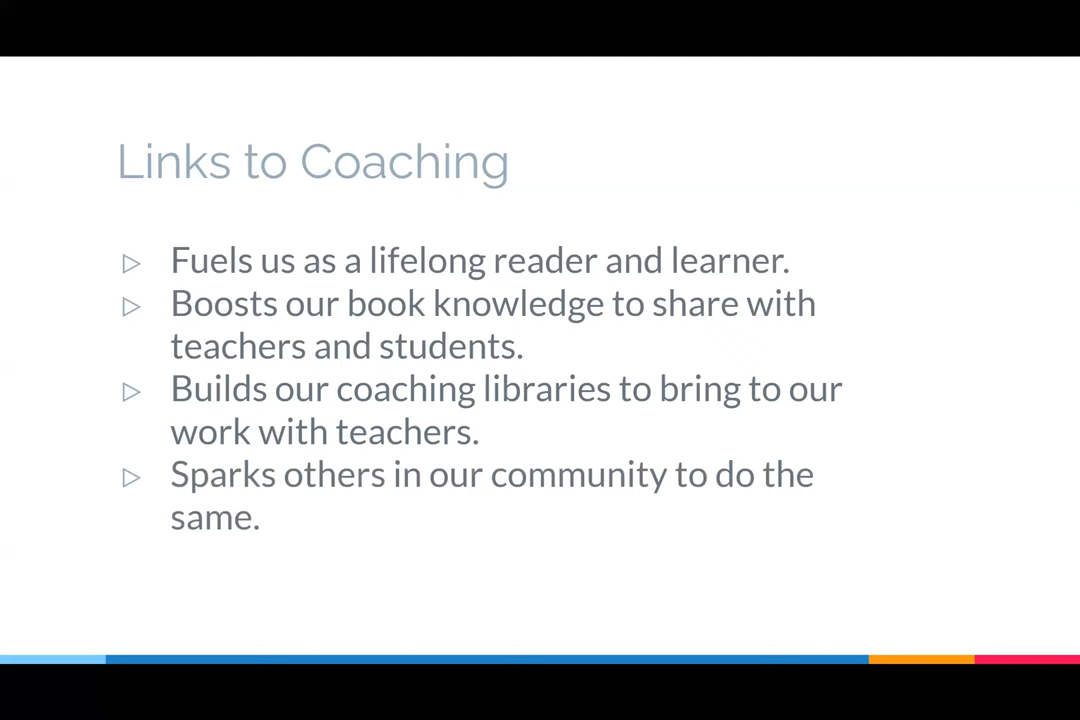 Links to Coaching
▷ Fuels us as a lifelong reader and learner.
▷ Boosts our book knowledge to share with
teachers and students.
▷ Builds our coaching libraries to bring to our
work with teachers.
▷ Sparks others in our community to do the
same.